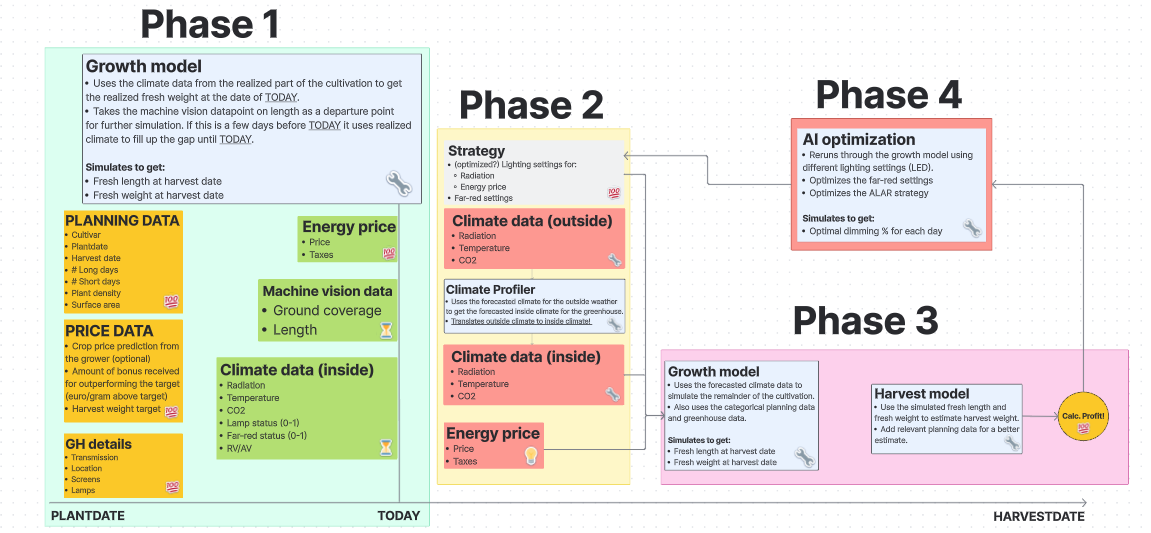 Phase 1
Growth model
• Uses the climate data from the realized part of the cultivation to get
the realized fresh weight at the date of TODAY.
• Takes the machine vision datapoint on length as a departure point
for further simulation. If this is a few days before TODAY it uses realized
climate to fill up the gap until TODAY.
Simulates to get:
• Fresh length at harvest date
• Fresh weight at harvest date
PLANNING DATA
• Cultivar
• Plantdate
• Harvest date
• # Long days
• # Short days
• Plant density
• Surface area
PRICE DATA
• Crop price prediction from
the grower (optional)
• Amount of bonus received
for outperforming the target
(euro/gram above target)
• Harvest weight target
GH details
• Transmission
• Location
• Screens
• Lamps
Energy price
• Price
• Taxes
Machine vision data
• Ground coverage
• Length
Climate data (inside)
• Radiation
• Temperature
• CO2
• Lamp status (0-1)
• Far-red status (0-1)
• RV/AV
PLANTDATE
TODAY
Phase 2
Strategy
• (optimized?) Lighting settings for:
◦ Radiation
◦ Energy price
• Far-red settings
Climate data (outside)
• Radiation
• Temperature
• CO2
Climate Profiler
• Uses the forecasted climate for the outside weather
to get the forecasted inside climate for the greenhouse.
• Translates outside climate to inside climate!
Climate data (inside)
• Radiation
• Temperature
• CO2
Energy price
• Price
• Taxes
Phase 4
AI optimization
• Reruns through the growth model using
different lighting settings (LED).
• Optimizes the far-red settings
• Optimizes the ALAR strategy
Simulates to get:
• Optimal dimming % for each day
Phase 3
Growth model
• Uses the forecasted climate data to
simulate the remainder of the cultivation.
• Also uses the categorical planning data
and greenhouse data.
Simulates to get:
• Fresh length at harvest date
• Fresh weight at harvest date
Harvest model
• Use the simulated fresh length and
fresh weight to estimate harvest weight.
• Add relevant planning data for a better
estimate.
Calc. Profit!
HARVESTDATE